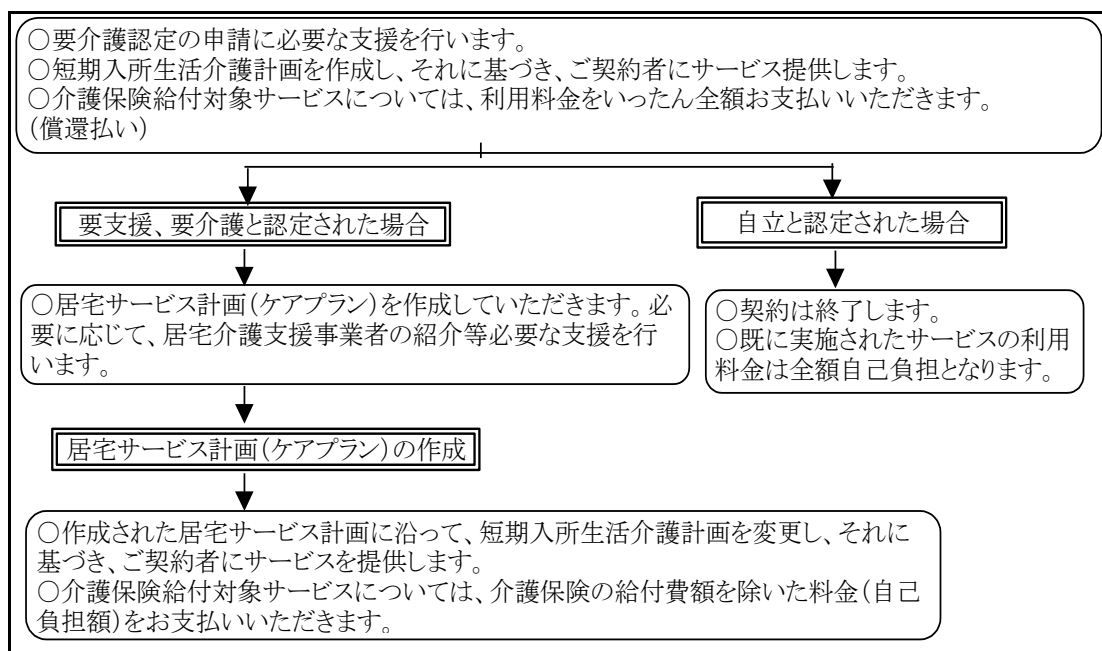 ○要介護認定の申請に必要な支援を行います。
○短期入所生活介護計画を作成し、それに基づき、ご契約者にサービス提供します。
○介護保険給付対象サービスについては、利用料金をいったん全額お支払いいただきます。
(償還払い)
要支援、要介護と認定された場合
自立と認定された場合
○居宅サービス計画(ケアプラン)を作成していただきます。必
要に応じて、居宅介護支援事業者の紹介等必要な支援を行
います。
○契約は終了します。
○既に実施されたサービスの利用
料金は全額自己負担となります。
居宅サービス計画(ケアプラン)の作成
○作成された居宅サービス計画に沿って、短期入所生活介護計画を変更し、それに
基づき、ご契約者にサービスを提供します。
○介護保険給付対象サービスについては、介護保険の給付費額を除いた料金(自己
負担額)をお支払いいただきます。